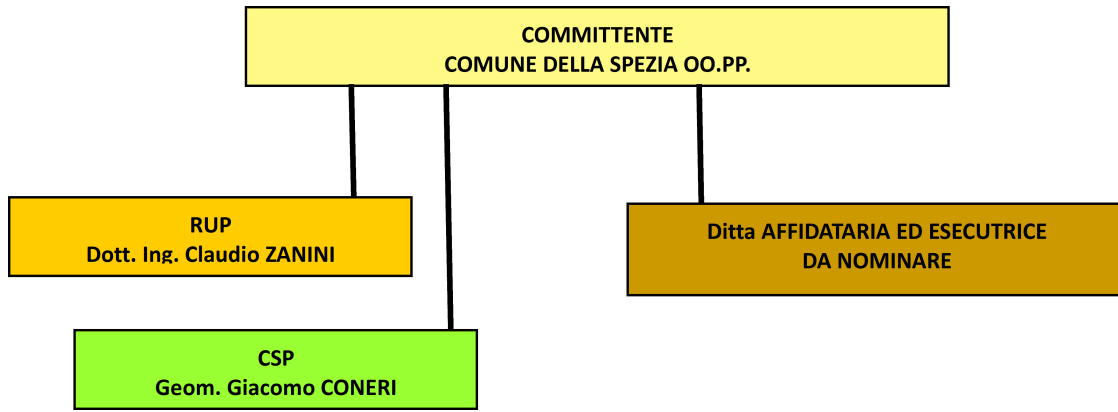 COMMITTENTE
COMUNE DELLA SPEZIA OO.PP.
RUP
Dott. Ing. Claudio ZANINI
Ditta AFFIDATARIA ED ESECUTRICE
DA NOMINARE
CSP
Geom. Giacomo CONERI